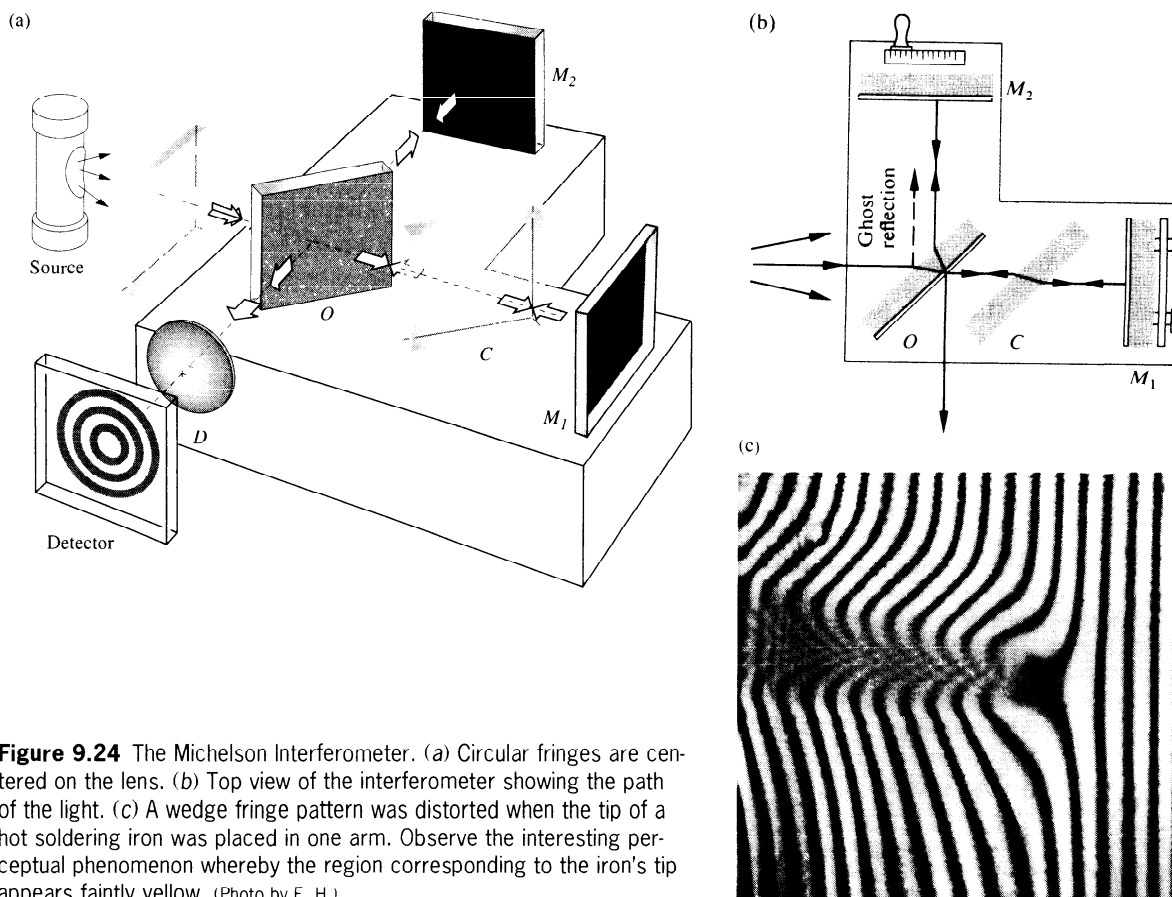 (a)
M2
Source
O
C
M1
D
Detector
(b)
M2
Ghost
reflection
O
C
M1
(c)
Figure 9.24 The Michelson Interferometer. (a) Circular fringes are cen-
tered on the lens. (b) Top view of the interferometer showing the path
of the light. (c) A wedge fringe pattern was distorted when the tip of a
hot soldering iron was placed in one arm. Observe the interesting per-
ceptual phenomenon whereby the region corresponding to the iron's tip
appears faintly yellow. (Photo by E. H.)